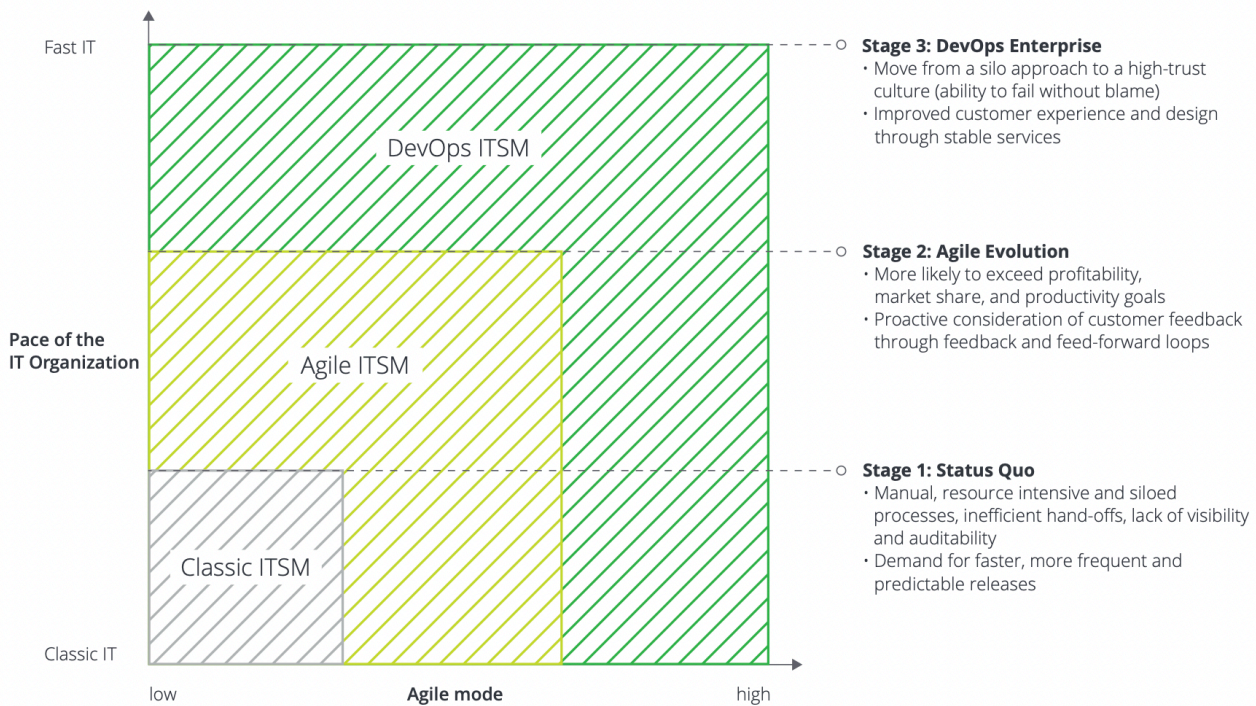 Fast IT
Stage 3: DevOps Enterprise
• Move from a silo approach to a high-trust
culture (ability to fail without blame)
• Improved customer experience and design
through stable services
DevOps ITSM
Stage 2: Agile Evolution
• More likely to exceed profitability,
market share, and productivity goals
• Proactive consideration of customer feedback
through feedback and feed-forward loops
Pace of the
IT Organization
Agile ITSM
Stage 1: Status Quo
• Manual, resource intensive and siloed
processes, inefficient hand-offs, lack of visibility
and auditability
• Demand for faster, more frequent and
predictable releases
Classic ITSM
Classic IT
low
Agile mode
high